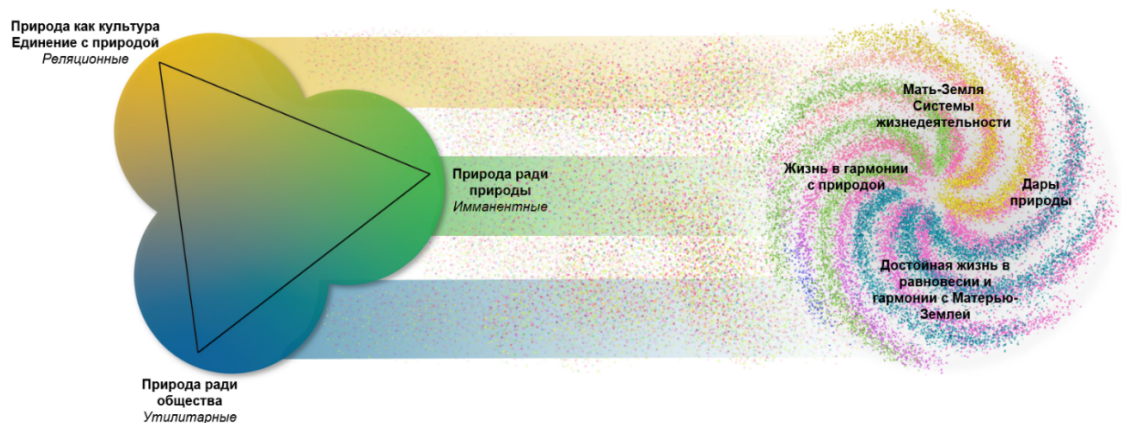 Природа как культура
Единение с природой
Реляционные
Природа ради
природы
Имманентные
Природа ради
общества
Утилитарные
Мать-Земля
Системы
жизнедеятельности
Жизнь в гармонии
с природой
Дары
природы
Достойная жизнь в
равновесии и
гармонии с Матерью-
Землей